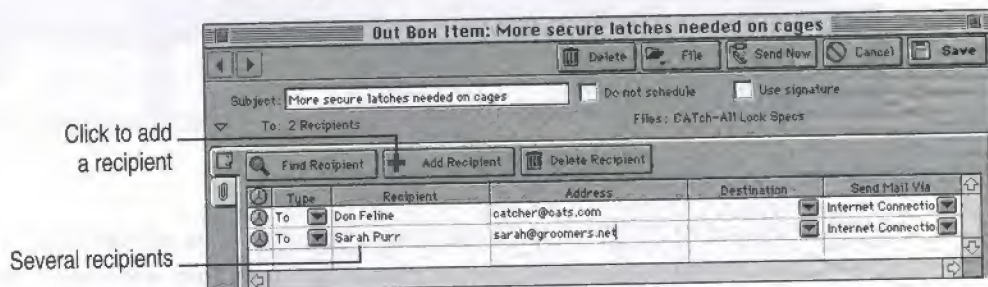 Out Box Item: More secure latches needed on cages
Delete File Send Now Cancel Save
Subject: More secure latches needed on cages Do not schedule Use signature
To: 2 Recipients Files: CATch-All Lock Specs
Click to add
a recipient
Find Recipient Add Recipient Delete Recipient
Type Recipient Address Destination Send Mail Via
To Don Feline catcher@cats.com Internet Connectio
To Sarah Purr sarah@groomers.net Internet Connectio
Several recipients